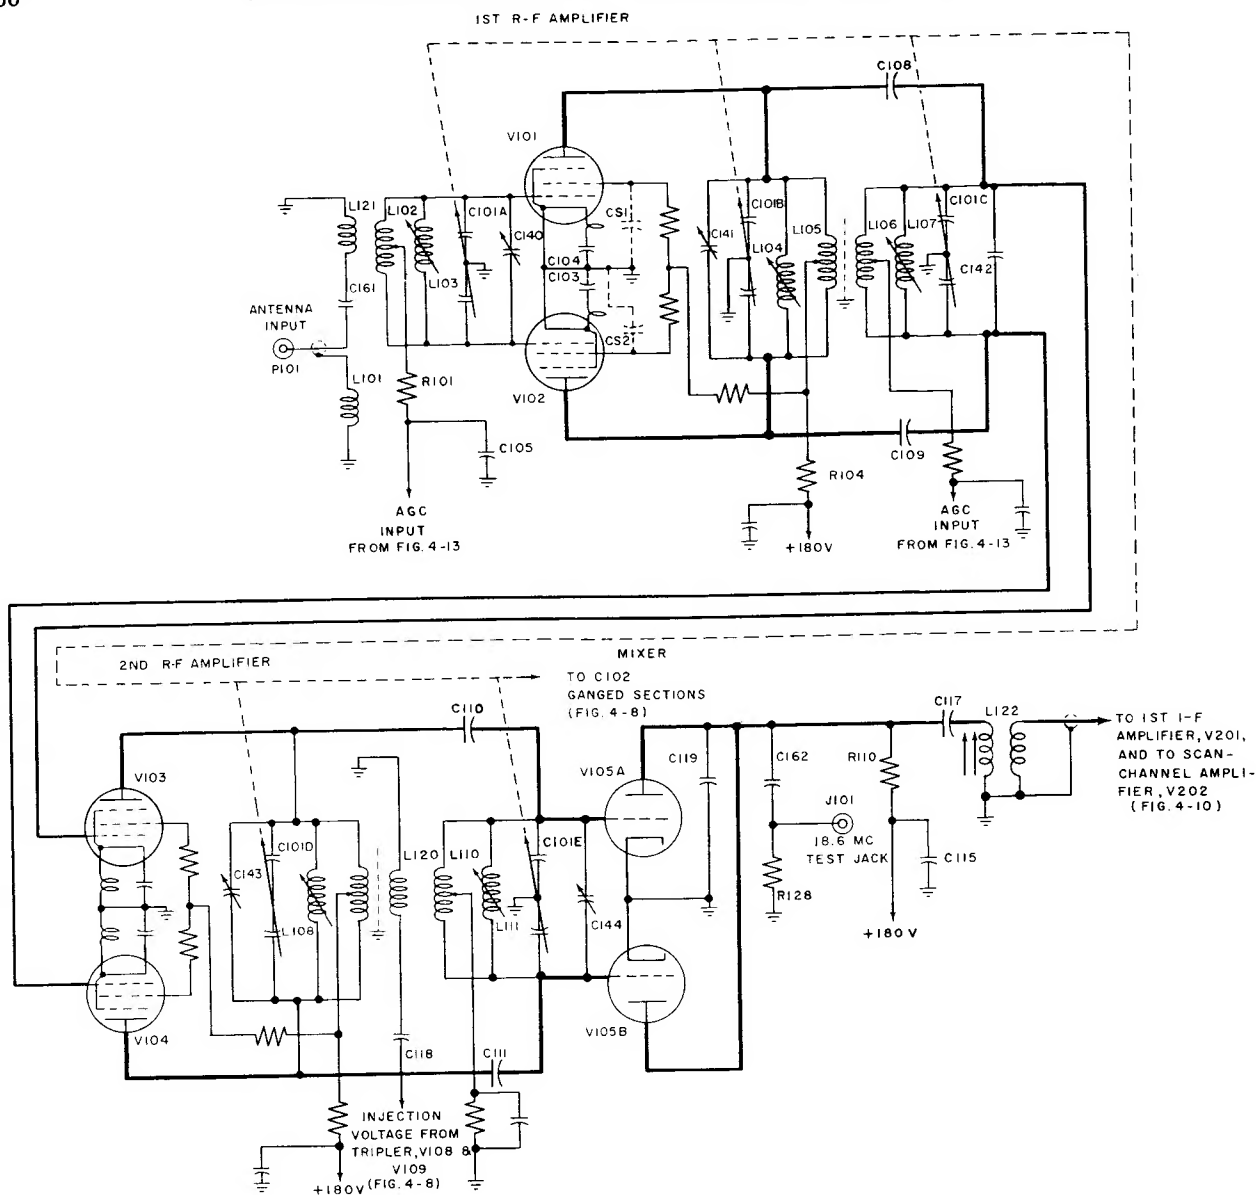 1ST R-F AMPLIFIER
C108
V101
L121
L102
C101A
C140
L103
CS1
C104
C103
CS2
C161
ANTENNA
INPUT
P101
L101
R101
V102
C105
AGC
INPUT
FROM FIG. 4-13
C141
C101B
L104
L105
L106
L107
C101C
C142
C109
R104
+180V
AGC
INPUT
FROM FIG. 4-13
2ND R-F AMPLIFIER
MIXER
TO C102
GANGED SECTIONS
(FIG. 4-8)
C110
V103
V105A
C119
C162
R110
C117
L122
TO 1ST I-F
AMPLIFIER, V201,
AND TO SCAN-
CHANNEL AMPLI-
FIER, V202
(FIG. 4-10)
J101
18.6 MC
TEST JACK
C115
R128
+180V
C143
C101D
L108
L120
L110
L111
C101E
C144
V104
V105B
C118
C111
INJECTION
VOLTAGE FROM
TRIPLER, V108 &
V109
(FIG. 4-8)
+180V